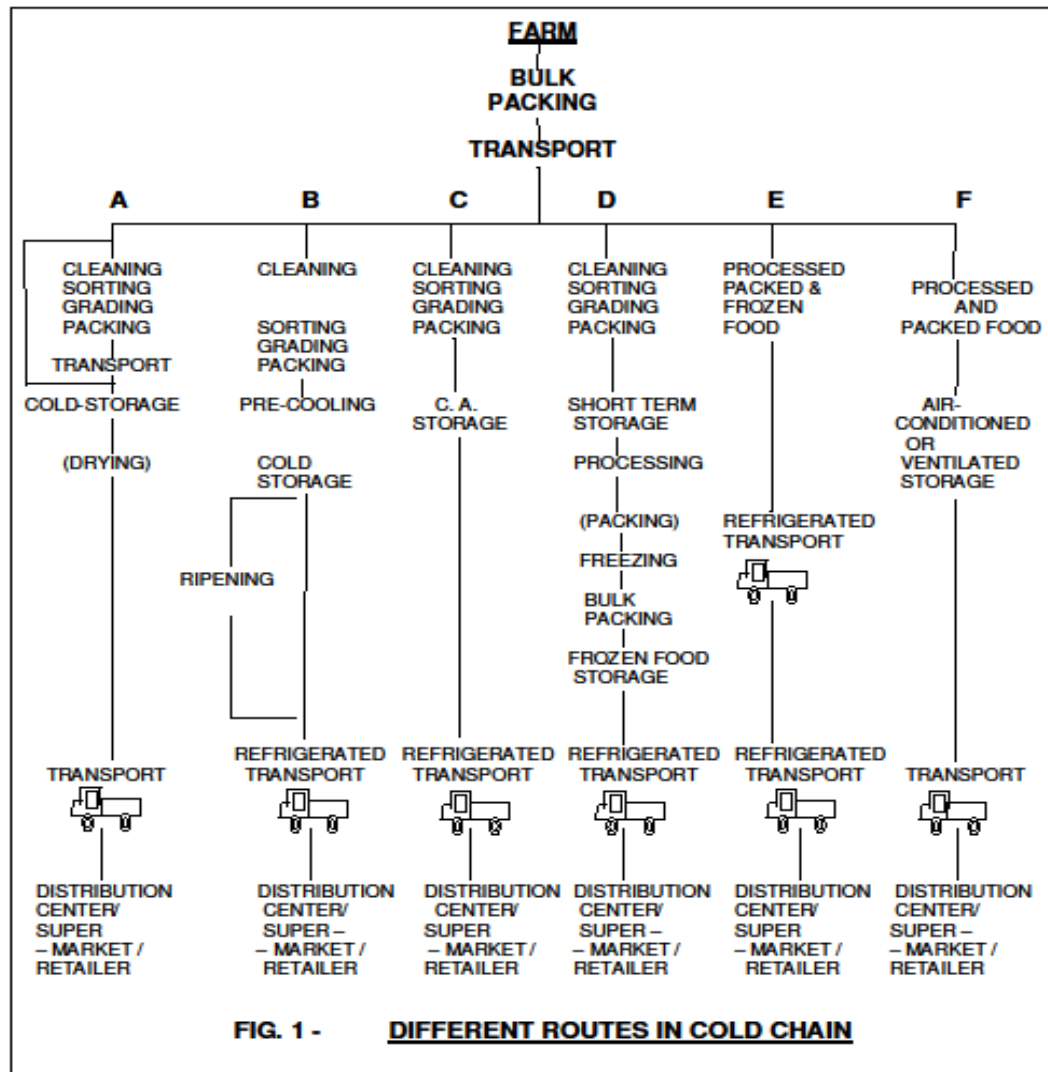 FARM
BULK
PACKING
TRANSPORT
A
B
C
D
E
F
CLEANING
SORTING
GRADING
PACKING
TRANSPORT
COLD-STORAGE
(DRYING)
TRANSPORT
DISTRIBUTION
CENTER/
SUPER
– MARKET /
RETAILER
CLEANING
SORTING
GRADING
PACKING
PRE-COOLING
COLD
STORAGE
RIPENING
REFRIGERATED
TRANSPORT
DISTRIBUTION
CENTER/
SUPER –
– MARKET /
RETAILER
CLEANING
SORTING
GRADING
PACKING
C. A.
STORAGE
REFRIGERATED
TRANSPORT
DISTRIBUTION
CENTER/
SUPER
– MARKET /
RETAILER
CLEANING
SORTING
GRADING
PACKING
SHORT TERM
STORAGE
PROCESSING
(PACKING)
FREEZING
BULK
PACKING
FROZEN FOOD
STORAGE
REFRIGERATED
TRANSPORT
DISTRIBUTION
CENTER/
SUPER –
– MARKET /
RETAILER
PROCESSED
PACKED &
FROZEN
FOOD
REFRIGERATED
TRANSPORT
REFRIGERATED
TRANSPORT
DISTRIBUTION
CENTER/
SUPER
– MARKET /
RETAILER
PROCESSED
AND
PACKED FOOD
AIR-
CONDITIONED
OR
VENTILATED
STORAGE
TRANSPORT
DISTRIBUTION
CENTER/
SUPER –
– MARKET /
RETAILER
FIG. 1 - DIFFERENT ROUTES IN COLD CHAIN